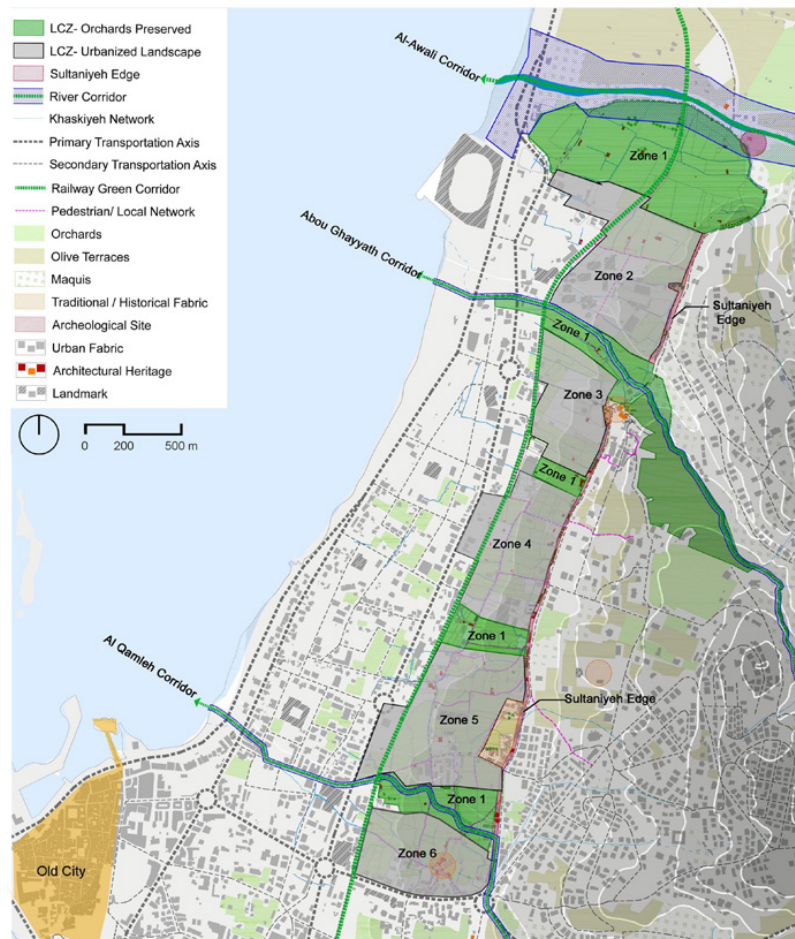 LCZ- Orchards Preserved
LCZ- Urbanized Landscape
Sultaniyeh Edge
River Corridor
Khaskiyeh Network
Primary Transportation Axis
Secondary Transportation Axis
Railway Green Corridor
Pedestrian/ Local Network
Orchards
Olive Terraces
Maquis
Traditional / Historical Fabric
Archeological Site
Urban Fabric
Architectural Heritage
Landmark
0 200 500 m
Al-Awali Corridor
Zone 1
Abou Ghayyath Corridor
Zone 2
Sultaniyeh
Edge
Zone 1
Zone 3
Zone 1
Zone 4
Zone 1
Al Qamleh Corridor
Sultaniyeh Edge
Zone 5
Zone 1
Zone 6
Old City